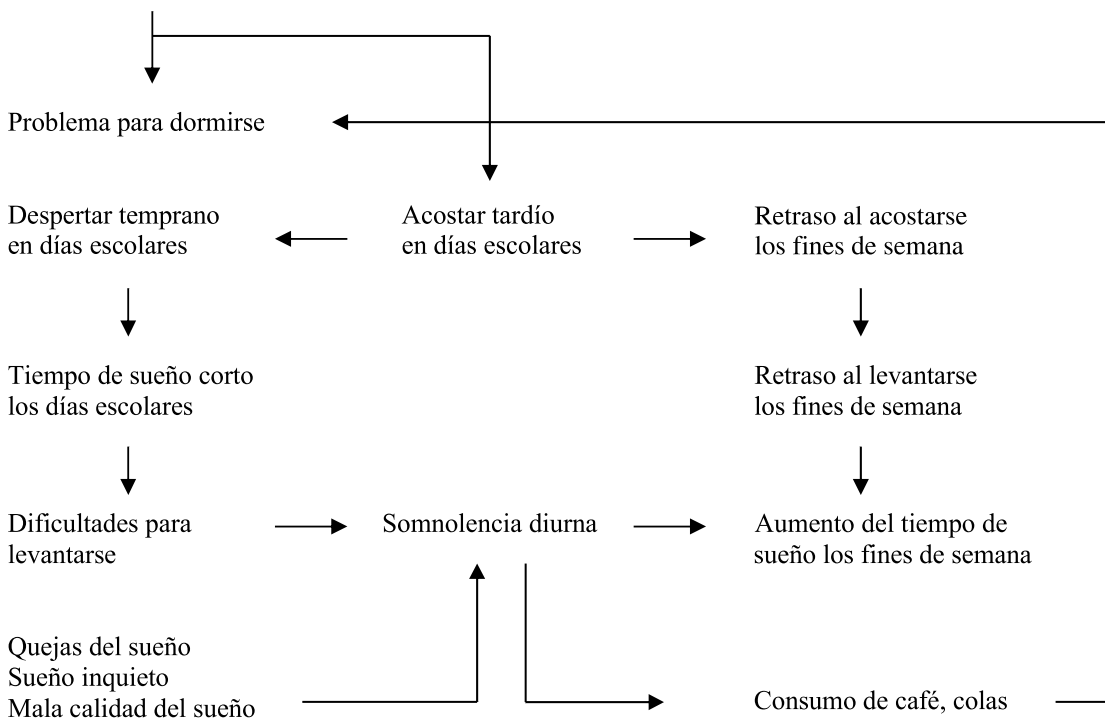 Problema para dormirse
Despertar temprano
en días escolares
Acostar tardío
en días escolares
Retraso al acostarse
los fines de semana
Tiempo de sueño corto
los días escolares
Retraso al levantarse
los fines de semana
Dificultades para
levantarse
Somnolencia diurna
Aumento del tiempo de
sueño los fines de semana
Quejas del sueño
Sueño inquieto
Mala calidad del sueño
Consumo de café, colas